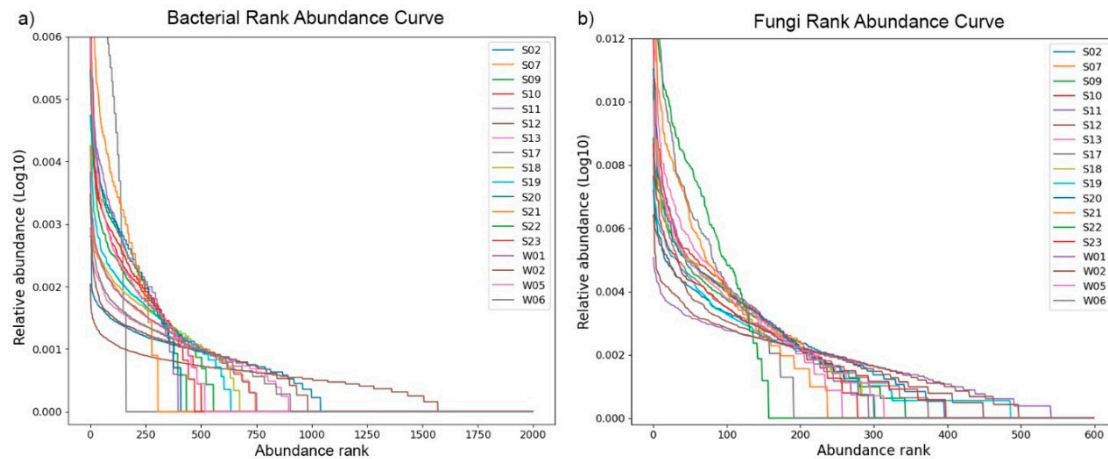 a)
Bacterial Rank Abundance Curve
0.006
0.005
0.004
0.003
0.002
0.001
0.000
Relative abundance (Log10)
0
250
500
750
1000
1250
1500
1750
2000
Abundance rank
S02
S07
S09
S10
S11
S12
S13
S17
S18
S19
S20
S21
S22
S23
W01
W02
W05
W06
b)
Fungi Rank Abundance Curve
0.012
0.010
0.008
0.006
0.004
0.002
0.000
Relative abundance (Log10)
0
100
200
300
400
500
600
Abundance rank
S02
S07
S09
S10
S11
S12
S13
S17
S18
S19
S20
S21
S22
S23
W01
W02
W05
W06